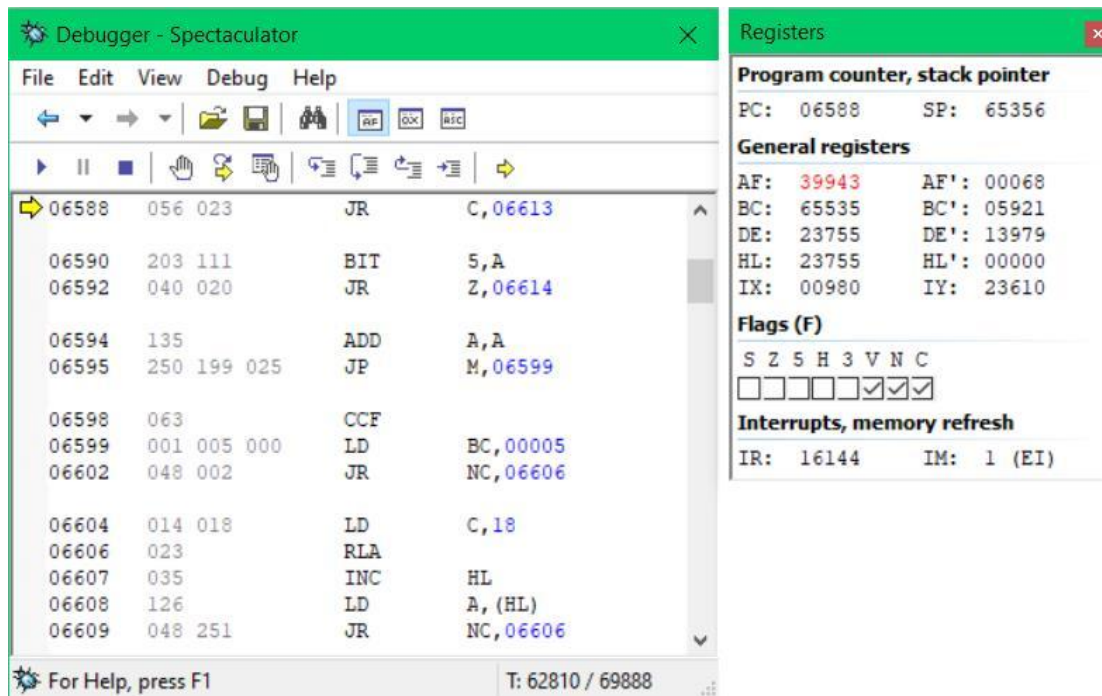 Debugger - Spectaculator
File Edit View Debug Help
AF 0X ASC
06588 056 023 JR C,06613
06590 203 111 BIT 5,A
06592 040 020 JR Z,06614
06594 135 ADD A,A
06595 250 199 025 JP M,06599
06598 063 CCF
06599 001 005 000 LD BC,00005
06602 048 002 JR NC,06606
06604 014 018 LD C,18
06606 023 RLA
06607 035 INC HL
06608 126 LD A,(HL)
06609 048 251 JR NC,06606
For Help, press F1 T: 62810 / 69888
Registers
Program counter, stack pointer
PC: 06588 SP: 65356
General registers
AF: 39943 AF': 00068
BC: 65535 BC': 05921
DE: 23755 DE': 13979
HL: 23755 HL': 00000
IX: 00980 IY: 23610
Flags (F)
S Z 5 H 3 V N C
Interrupts, memory refresh
IR: 16144 IM: 1 (EI)